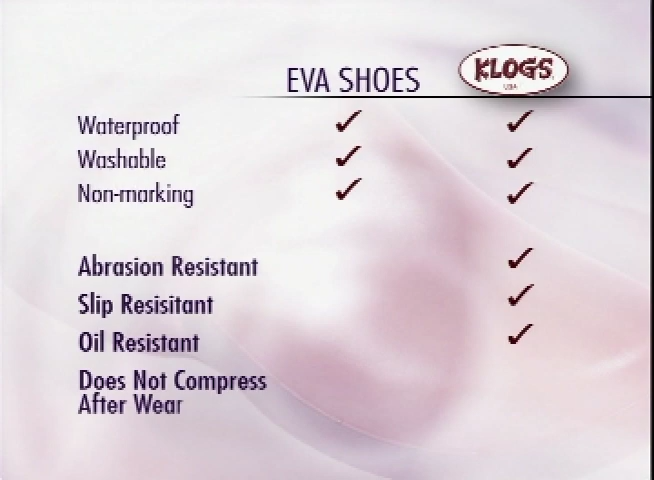 EVA SHOES KLOGS
USA
Waterproof ✓ ✓
Washable ✓ ✓
Non-marking ✓ ✓
Abrasion Resistant ✓
Slip Resisitant ✓
Oil Resistant ✓
Does Not Compress
After Wear